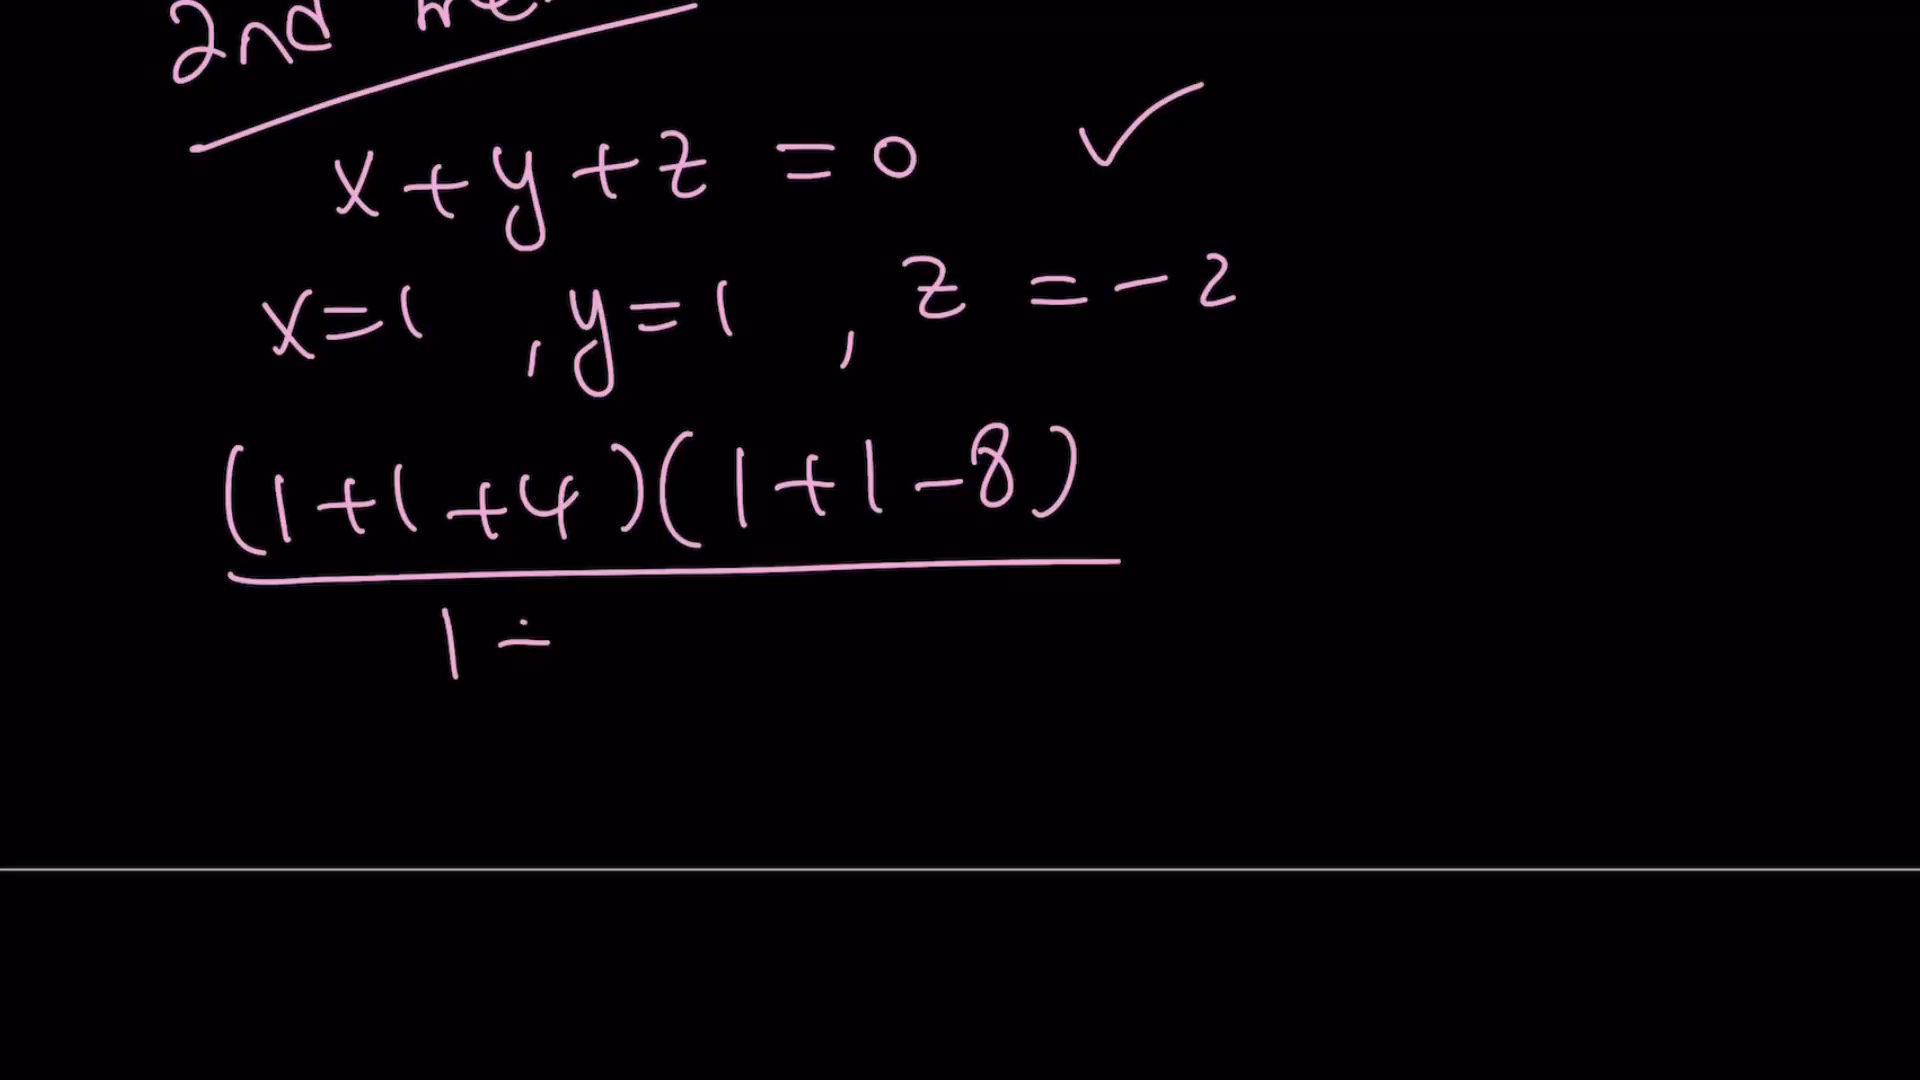 2nd
x+y+z = 0 ✓
x=1 , y=1 , z = -2
(1+1+4)(1+1-8)
1 -